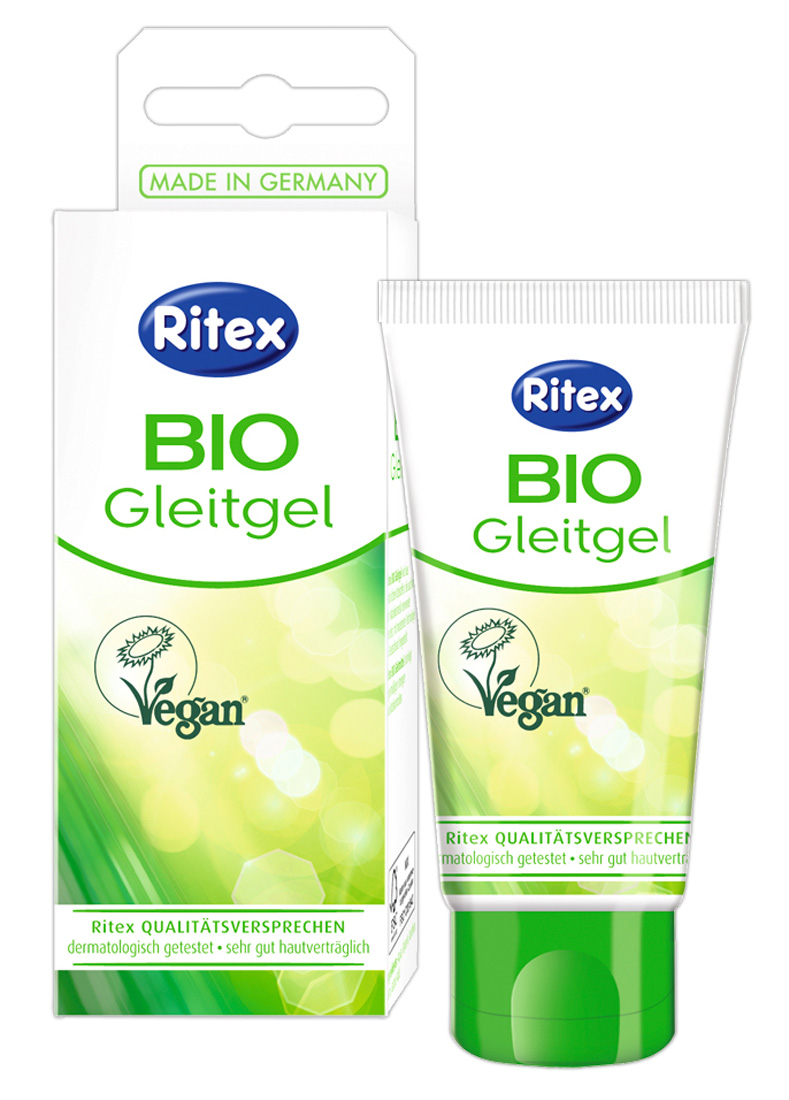 MADE IN GERMANY
Ritex
BIO
Gleitgel
Vegan®
Ritex QUALITÄTSVERSPRECHEN
dermatologisch getestet • sehr gut hautverträglich
Ritex
BIO
Gleitgel
Vegan®
Ritex QUALITÄTSVERSPRECHEN
rmatologisch getestet • sehr gut hautverträ